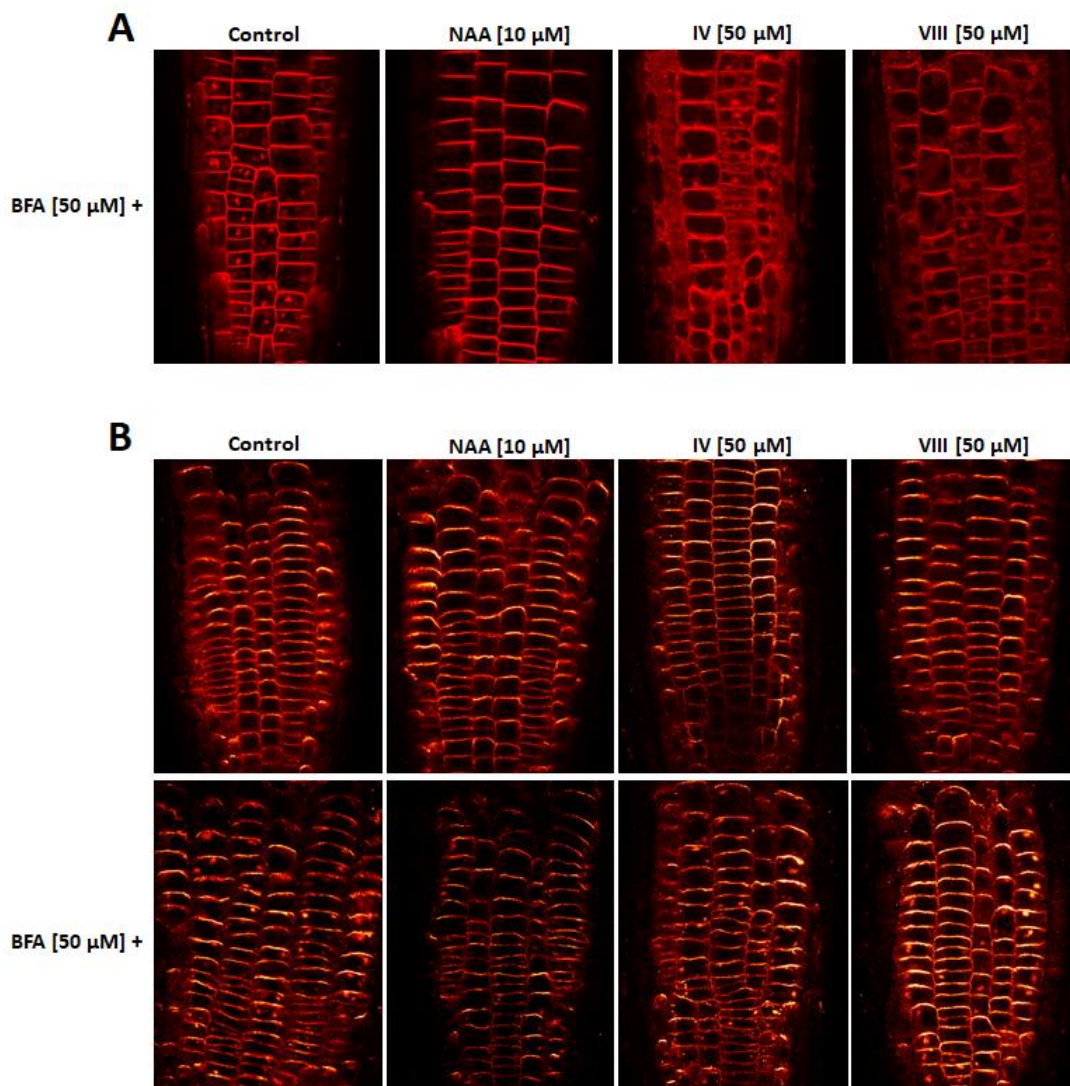 A
Control
NAA [10 μM]
IV [50 μM]
VIII [50 μM]
BFA [50 μM] +
B
Control
NAA [10 μM]
IV [50 μM]
VIII [50 μM]
BFA [50 μM] +